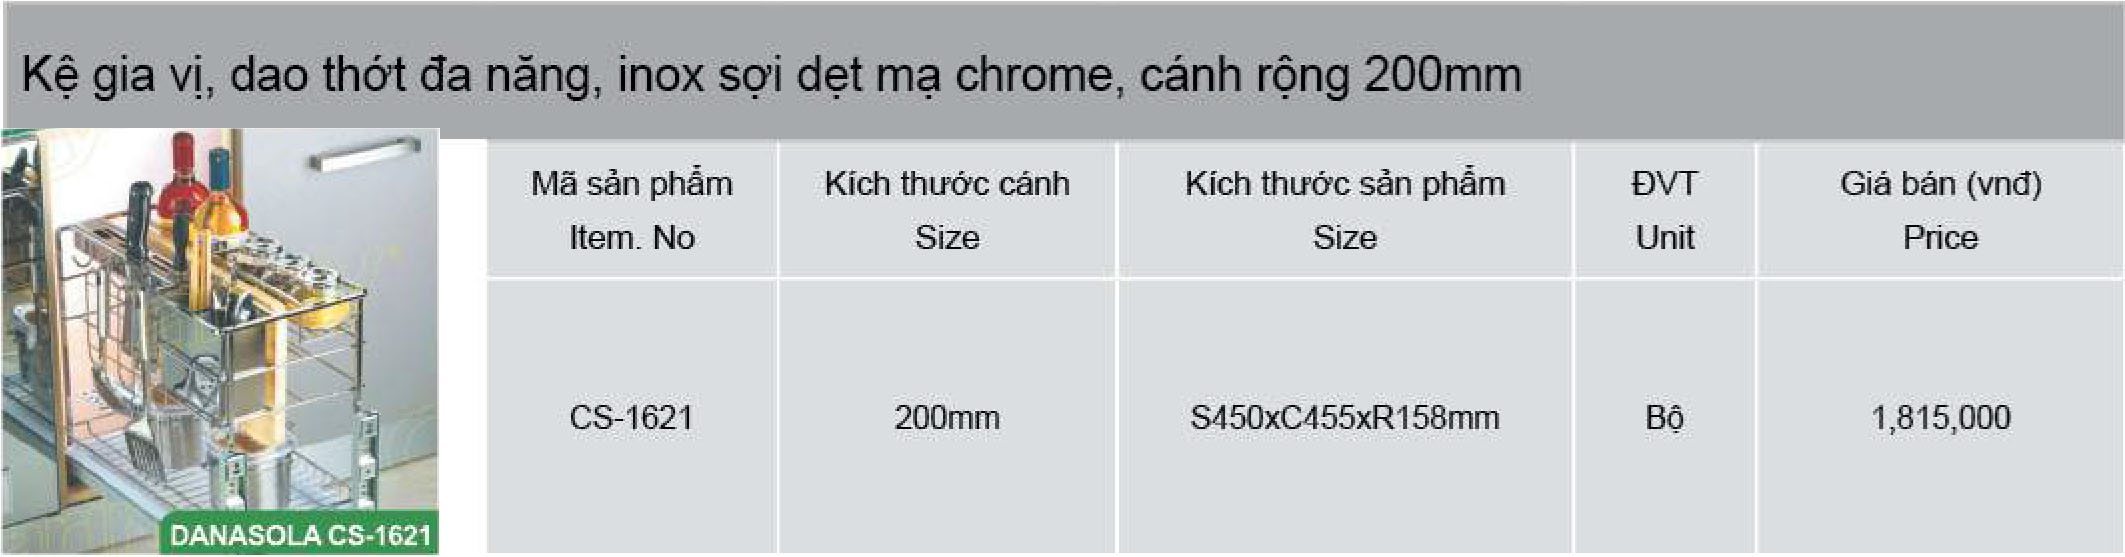 Kệ gia vị, dao thớt đa năng, inox sợi dẹt mạ chrome, cánh rộng 200mm
Mã sản phẩm Kích thước cánh Kích thước sản phẩm ĐVT Giá bán (vnđ)
Item. No Size Size Unit Price
CS-1621 200mm S450xC455xR158mm Bộ 1,815,000
DANASOLA CS-1621